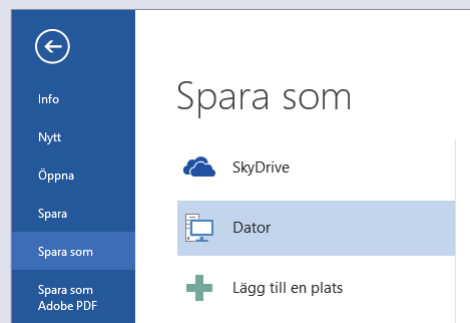 Info
Nytt
Öppna
Spara
Spara som
Spara som
Adobe PDF
Spara som
SkyDrive
Dator
Lägg till en plats